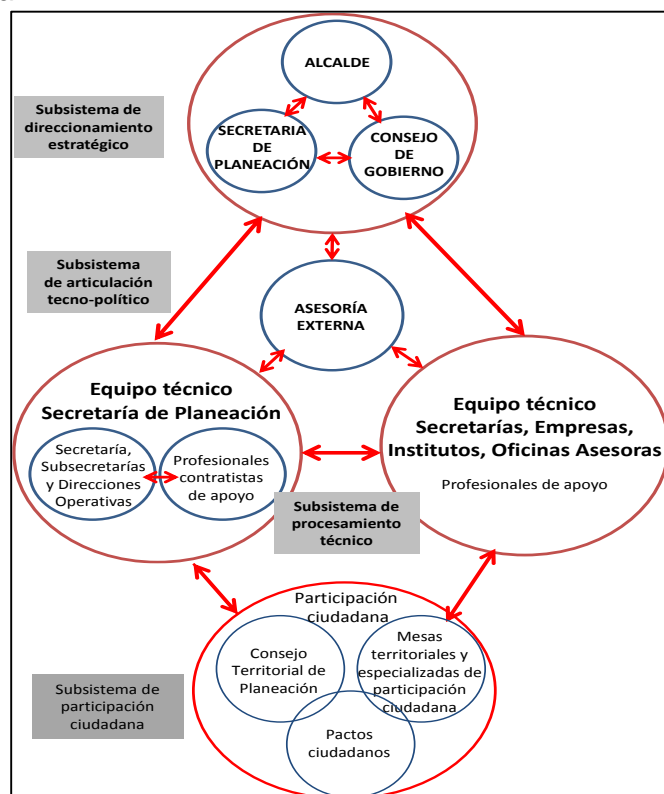 ALCALDE
Subsistema de
direccionamiento
estratégico
SECRETARIA
DE
PLANEACIÓN
CONSEJO
DE
GOBIERNO
Subsistema
de articulación
tecno-político
ASESORÍA
EXTERNA
Equipo técnico
Secretaría de Planeación
Secretaría,
Subsecretarías
y Direcciones
Operativas
Profesionales
contratistas
de apoyo
Equipo técnico
Secretarías, Empresas,
Institutos, Oficinas Asesoras
Profesionales de apoyo
Subsistema de
procesamiento
técnico
Participación
ciudadana
Consejo
Territorial de
Planeación
Mesas
territoriales y
especializadas de
participación
ciudadana
Pactos
ciudadanos
Subsistema de
participación
ciudadana